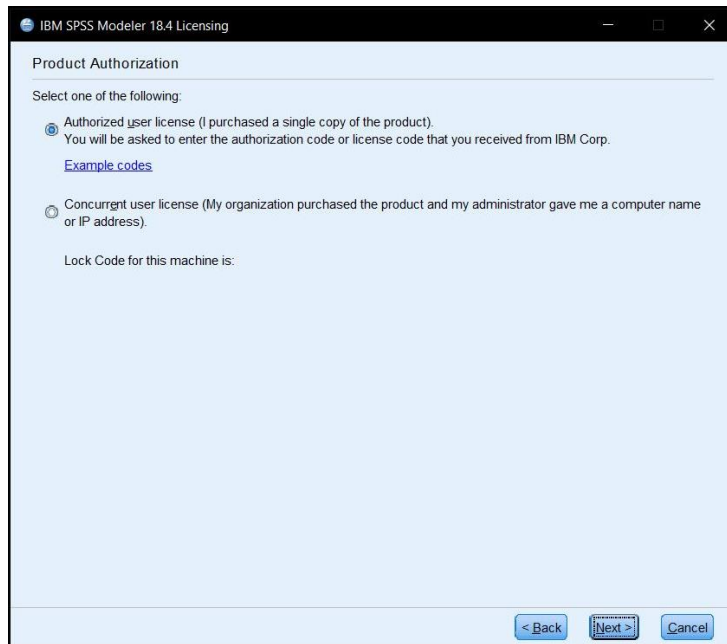 IBM SPSS Modeler 18.4 Licensing
Product Authorization
Select one of the following:
Authorized user license (I purchased a single copy of the product).
You will be asked to enter the authorization code or license code that you received from IBM Corp.
Example codes
Concurrent user license (My organization purchased the product and my administrator gave me a computer name
or IP address).
Lock Code for this machine is:
< Back Next > Cancel